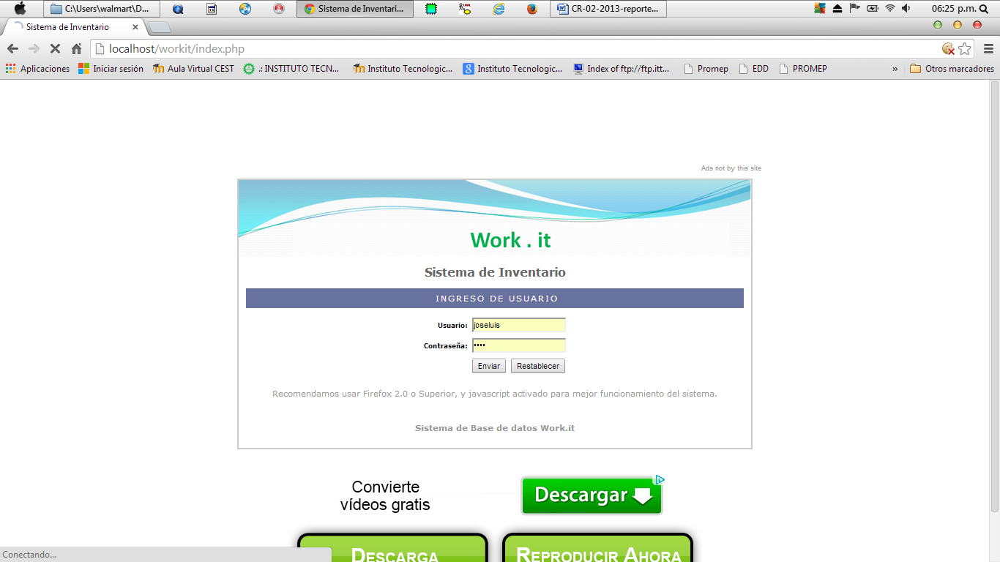 C:\Users\walmart\D...
Sistema de Inventari...
UML
CR-02-2013-reporte...
06:25 p.m.
Sistema de Inventario
localhost/workit/index.php
Aplicaciones
Iniciar sesión
Aula Virtual CEST
.: INSTITUTO TECN...
Instituto Tecnologic...
Instituto Tecnologic...
Index of ftp://ftp.itt...
Promep
EDD
PROMEP
»
Otros marcadores
Ads not by this site
Work . it
Sistema de Inventario
INGRESO DE USUARIO
Usuario: joseluis
Contraseña: ••••
Enviar Restablecer
Recomendamos usar Firefox 2.0 o Superior, y javascript activado para mejor funcionamiento del sistema.
Sistema de Base de datos Work.it
Convierte
vídeos gratis
Descargar
DESCARGA
REPRODUCIR AHORA
Conectando...